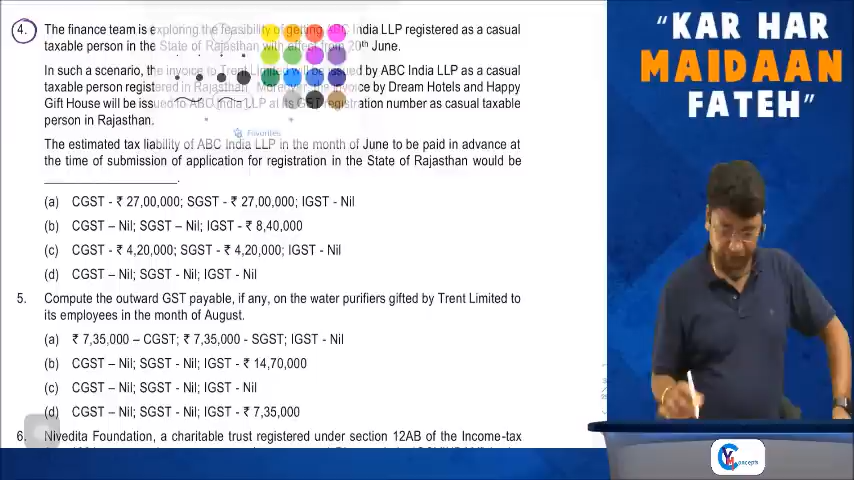 "KAR HAR
MAIDAAN
FATEH"
4. The finance team is exploring the feasibility of getting ABC India LLP registered as a casual
taxable person in the State of Rajasthan with effect from 20th June.
In such a scenario, the invoice to Trent Limited will be issued by ABC India LLP as a casual
taxable person registered in Rajasthan. Moreover, the invoice by Dream Hotels and Happy
Gift House will be issued to ABC India LLP at its GST registration number as casual taxable
person in Rajasthan.
Favorites
The estimated tax liability of ABC India LLP in the month of June to be paid in advance at
the time of submission of application for registration in the State of Rajasthan would be
____________________.
(a) CGST - ₹ 27,00,000; SGST - ₹ 27,00,000; IGST - Nil
(b) CGST – Nil; SGST – Nil; IGST - ₹ 8,40,000
(c) CGST - ₹ 4,20,000; SGST - ₹ 4,20,000; IGST - Nil
(d) CGST – Nil; SGST - Nil; IGST - Nil
5. Compute the outward GST payable, if any, on the water purifiers gifted by Trent Limited to
its employees in the month of August.
(a) ₹ 7,35,000 – CGST; ₹ 7,35,000 - SGST; IGST - Nil
(b) CGST – Nil; SGST - Nil; IGST - ₹ 14,70,000
(c) CGST – Nil; SGST - Nil; IGST - Nil
(d) CGST – Nil; SGST - Nil; IGST - ₹ 7,35,000
6. Nivedita Foundation, a charitable trust registered under section 12AB of the Income-tax